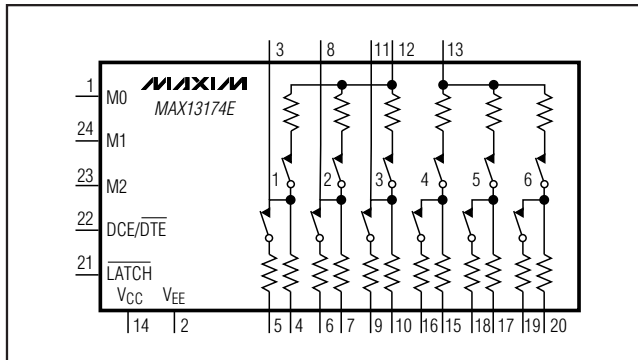 3 8 11 12 13
MAXIM
MAX13174E
1 M0
24 M1
23 M2
22 DCE/DTE
21 LATCH
VCC VEE
1 2 3 4 5 6
14 2 5 4 6 7 9 10 16 15 18 17 19 20